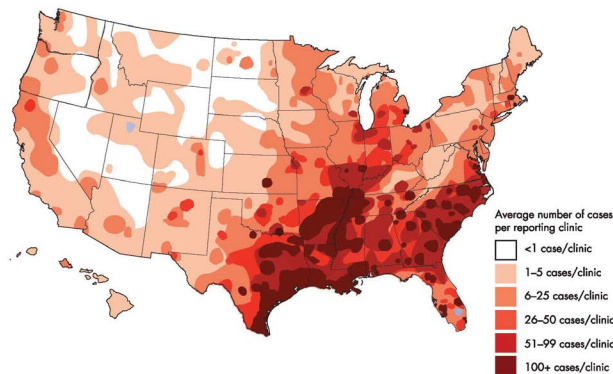 Average number of cases
per reporting clinic
<1 case/clinic
1–5 cases/clinic
6–25 cases/clinic
26–50 cases/clinic
51–99 cases/clinic
100+ cases/clinic